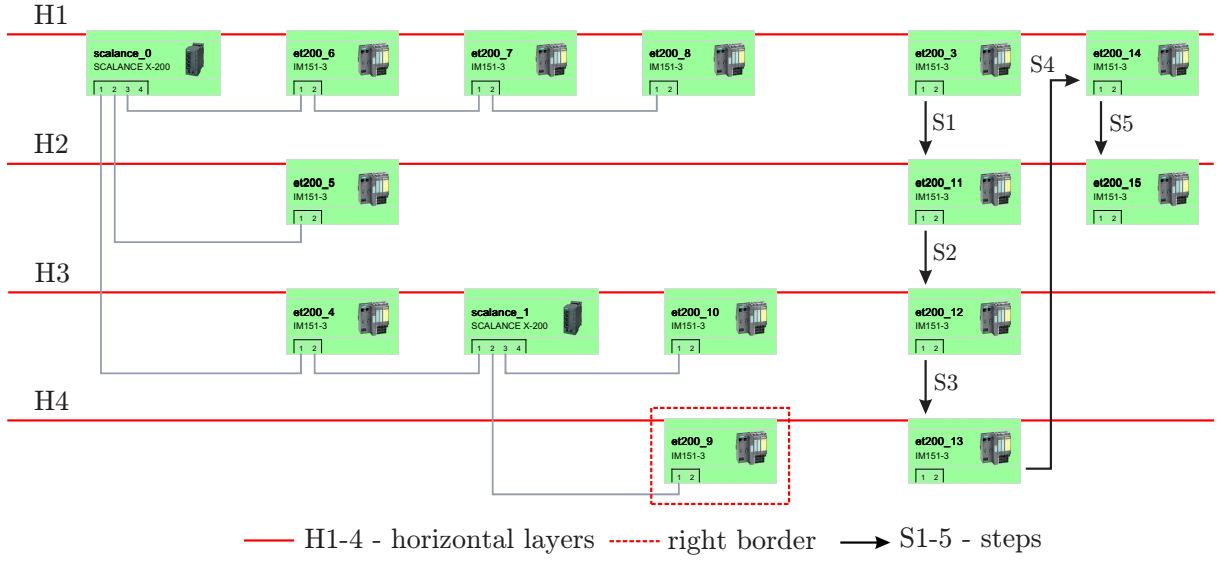 H1
scalance_0
SCALANCE X-200
1 2 3 4
et200_6
IM151-3
1 2
et200_7
IM151-3
1 2
et200_8
IM151-3
1 2
et200_3
IM151-3
1 2
et200_14
IM151-3
1 2
S4
S1
S5
H2
et200_5
IM151-3
1 2
et200_11
IM151-3
1 2
et200_15
IM151-3
1 2
S2
H3
et200_4
IM151-3
1 2
scalance_1
SCALANCE X-200
1 2 3 4
et200_10
IM151-3
1 2
et200_12
IM151-3
1 2
S3
H4
et200_9
IM151-3
1 2
et200_13
IM151-3
1 2
H1-4 - horizontal layers
right border
S1-5 - steps